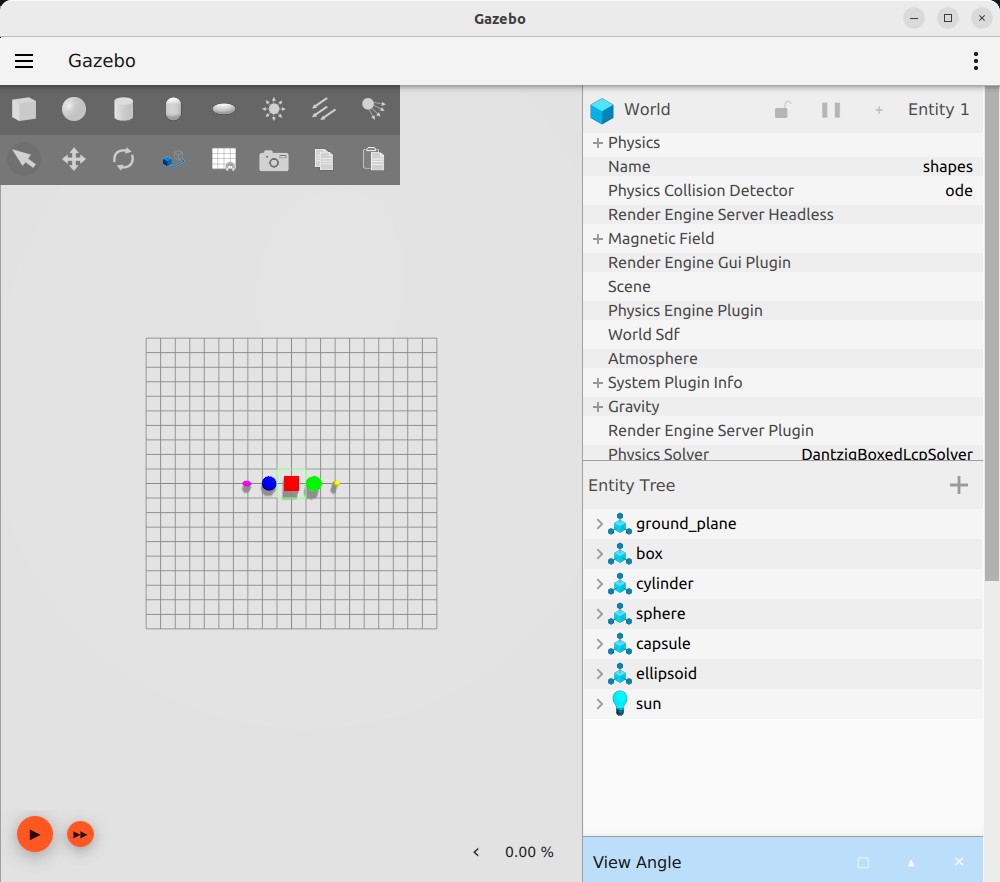 Gazebo
Gazebo
World Entity 1
Physics
Name shapes
Physics Collision Detector ode
Render Engine Server Headless
Magnetic Field
Render Engine Gui Plugin
Scene
Physics Engine Plugin
World Sdf
Atmosphere
System Plugin Info
Gravity
Render Engine Server Plugin
Physics Solver DantzigBoxedLcpSolver
Entity Tree
ground_plane
box
cylinder
sphere
capsule
ellipsoid
sun
0.00 %
View Angle